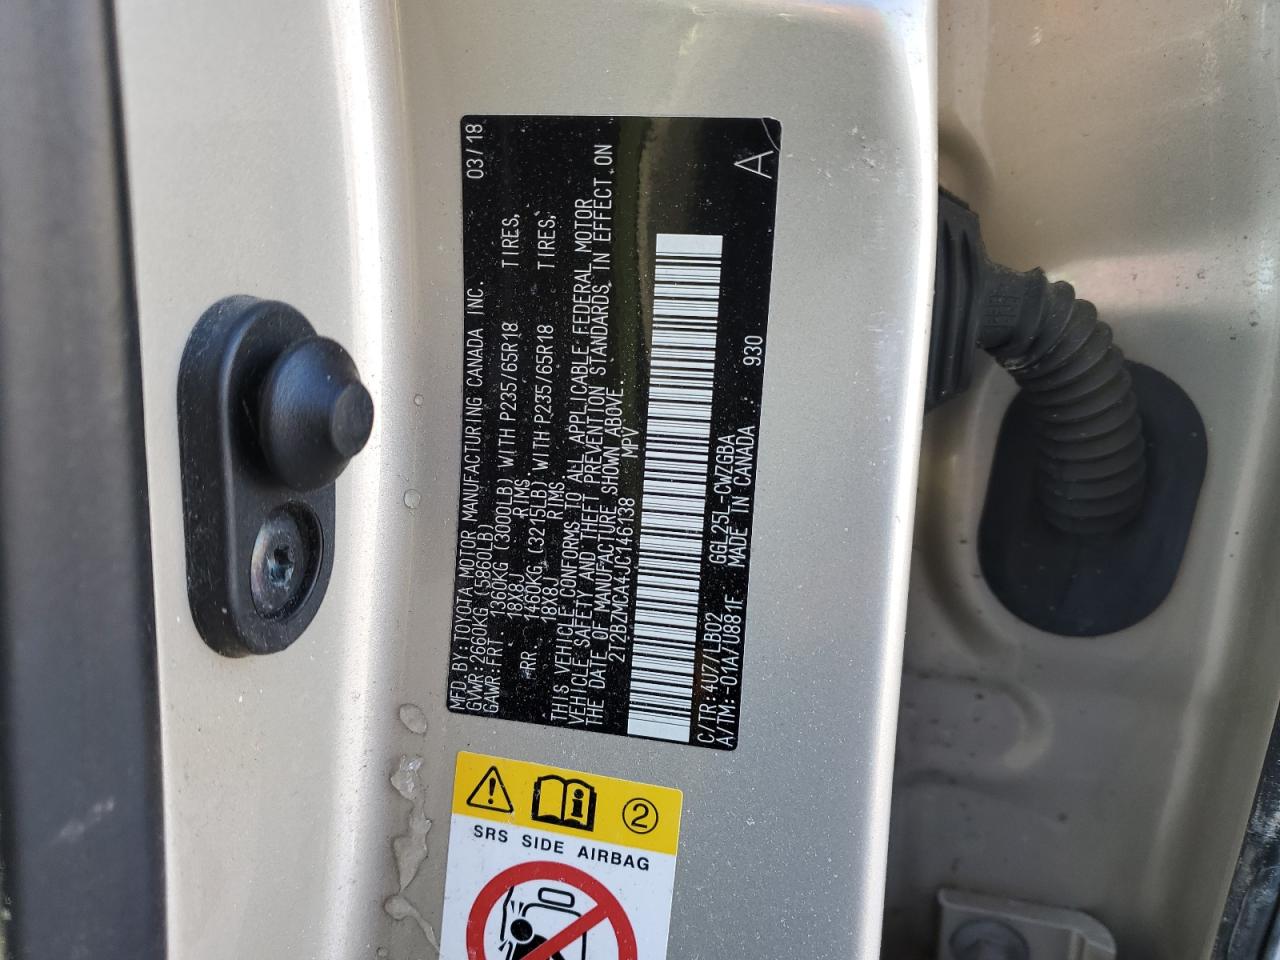 MFD.BY:TOYOTA MOTOR MANUFACTURING CANADA INC. 03/18
GVWR:2660KG (5860LB)
GAWR:FRT. 1360KG (3000LB) WITH P235/65R18 TIRES,
18X8J RIMS.
RR. 1460KG (3215LB) WITH P235/65R18 TIRES,
18X8J RIMS.
THIS VEHICLE CONFORMS TO ALL APPLICABLE FEDERAL MOTOR
VEHICLE SAFETY AND THEFT PREVENTION STANDARDS IN EFFECT ON
THE DATE OF MANUFACTURE SHOWN ABOVE.
2T2BZMCA4JC146138 MPV
C/TR:4U7/LB02 GGL25L-CWZGBA
A/TM:-01A/U881F MADE IN CANADA 930
A
2
SRS SIDE AIRBAG